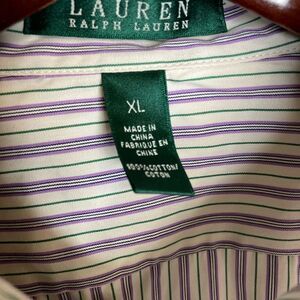 LAUREN
RALPH LAUREN
XL
MADE IN
CHINA
FABRIQUE EN
CHINE
100% COTTON/
COTON